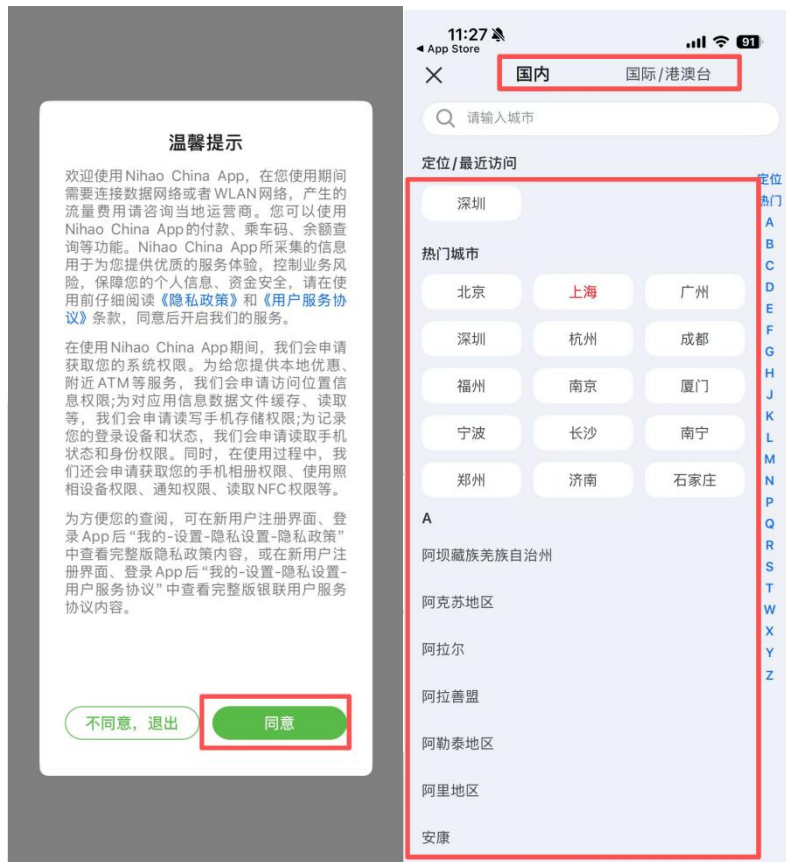 温馨提示
欢迎使用Nihao China App，在您使用期间
需要连接数据网络或者WLAN网络，产生的
流量费用请咨询当地运营商。您可以使用
Nihao China App的付款、乘车码、余额查
询等功能。Nihao China App所采集的信息
用于为您提供优质的服务体验，控制业务风
险，保障您的个人信息、资金安全，请在使
用前仔细阅读《隐私政策》和《用户服务协
议》条款，同意后开启我们的服务。
在使用Nihao China App期间，我们会申请
获取您的系统权限。为给您提供本地优惠、
附近ATM等服务，我们会申请访问位置信
息权限;为对应用信息数据文件缓存、读取
等，我们会申请读写手机存储权限;为记录
您的登录设备和状态，我们会申请读取手机
状态和身份权限。同时，在使用过程中，我
们还会申请获取您的手机相册权限、使用照
相设备权限、通知权限、读取NFC权限等。
为方便您的查阅，可在新用户注册界面、登
录App后“我的-设置-隐私设置-隐私政策”
中查看完整版隐私政策内容，或在新用户注
册界面、登录App后“我的-设置-隐私设置-
用户服务协议”中查看完整版银联用户服务
协议内容。
不同意，退出 同意
11:27 91
App Store
国内 国际/港澳台
请输入城市
定位/最近访问
深圳
热门城市
北京 上海 广州
深圳 杭州 成都
福州 南京 厦门
宁波 长沙 南宁
郑州 济南 石家庄
A
阿坝藏族羌族自治州
阿克苏地区
阿拉尔
阿拉善盟
阿勒泰地区
阿里地区
安康
定位
热门
A
B
C
D
E
F
G
H
J
K
L
M
N
P
Q
R
S
T
W
X
Y
Z